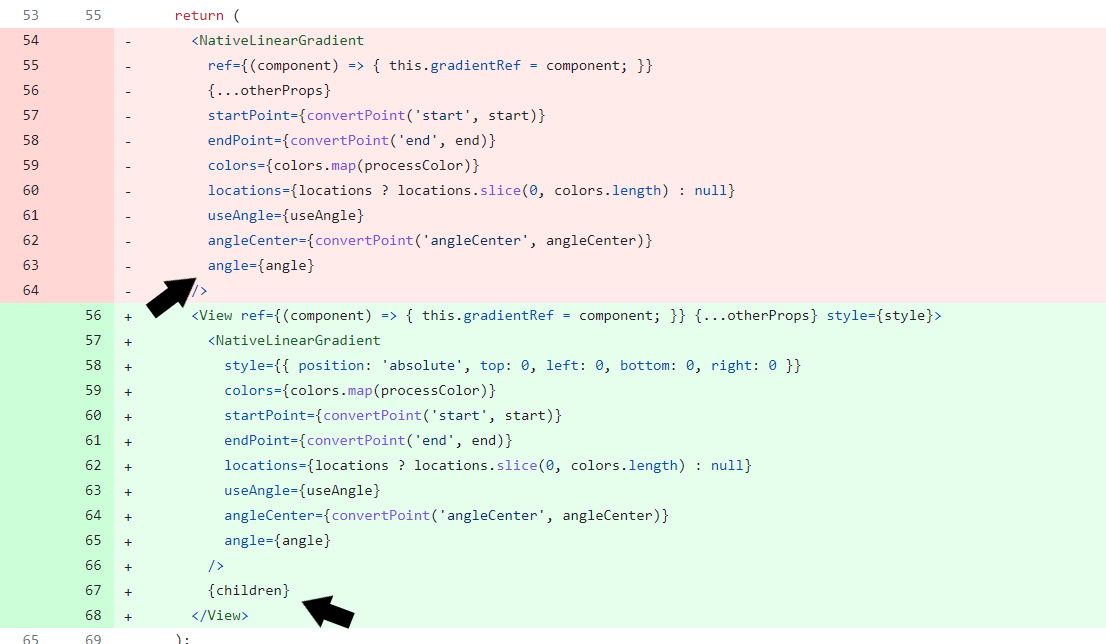 53 55 return (
54 - <NativeLinearGradient
55 - ref={(component) => { this.gradientRef = component; }}
56 - {...otherProps}
57 - startPoint={convertPoint('start', start)}
58 - endPoint={convertPoint('end', end)}
59 - colors={colors.map(processColor)}
60 - locations={locations ? locations.slice(0, colors.length) : null}
61 - useAngle={useAngle}
62 - angleCenter={convertPoint('angleCenter', angleCenter)}
63 - angle={angle}
64 - />
56 + <View ref={(component) => { this.gradientRef = component; }} {...otherProps} style={style}>
57 + <NativeLinearGradient
58 + style={{ position: 'absolute', top: 0, left: 0, bottom: 0, right: 0 }}
59 + colors={colors.map(processColor)}
60 + startPoint={convertPoint('start', start)}
61 + endPoint={convertPoint('end', end)}
62 + locations={locations ? locations.slice(0, colors.length) : null}
63 + useAngle={useAngle}
64 + angleCenter={convertPoint('angleCenter', angleCenter)}
65 + angle={angle}
66 + />
67 + {children}
68 + </View>
65 69 );